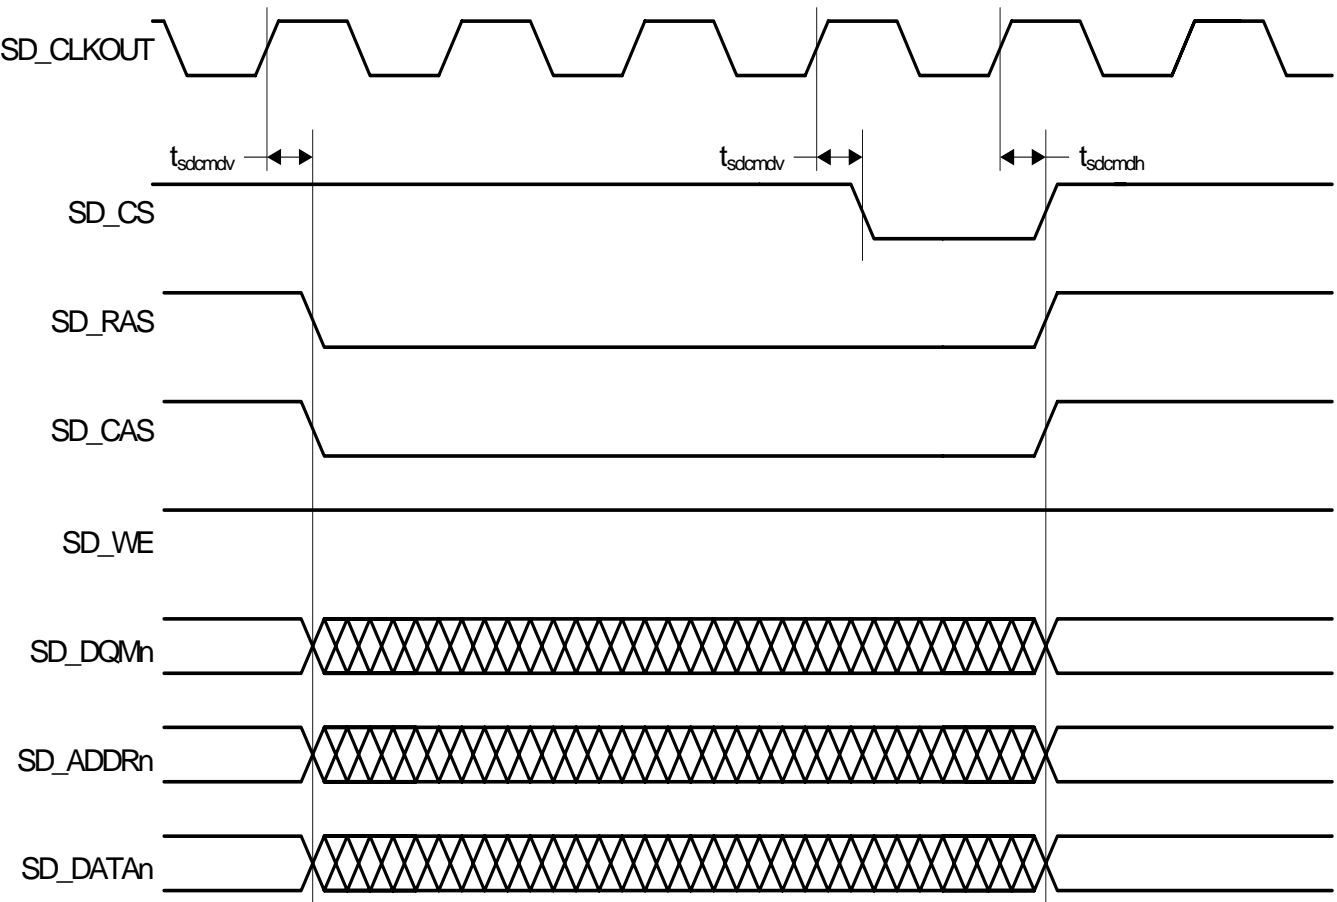 SD_CLKOUT
tsdcmdv tsdcmdv tsdcmdh
SD_CS
SD_RAS
SD_CAS
SD_WE
SD_DQMn
SD_ADDRn
SD_DATAn